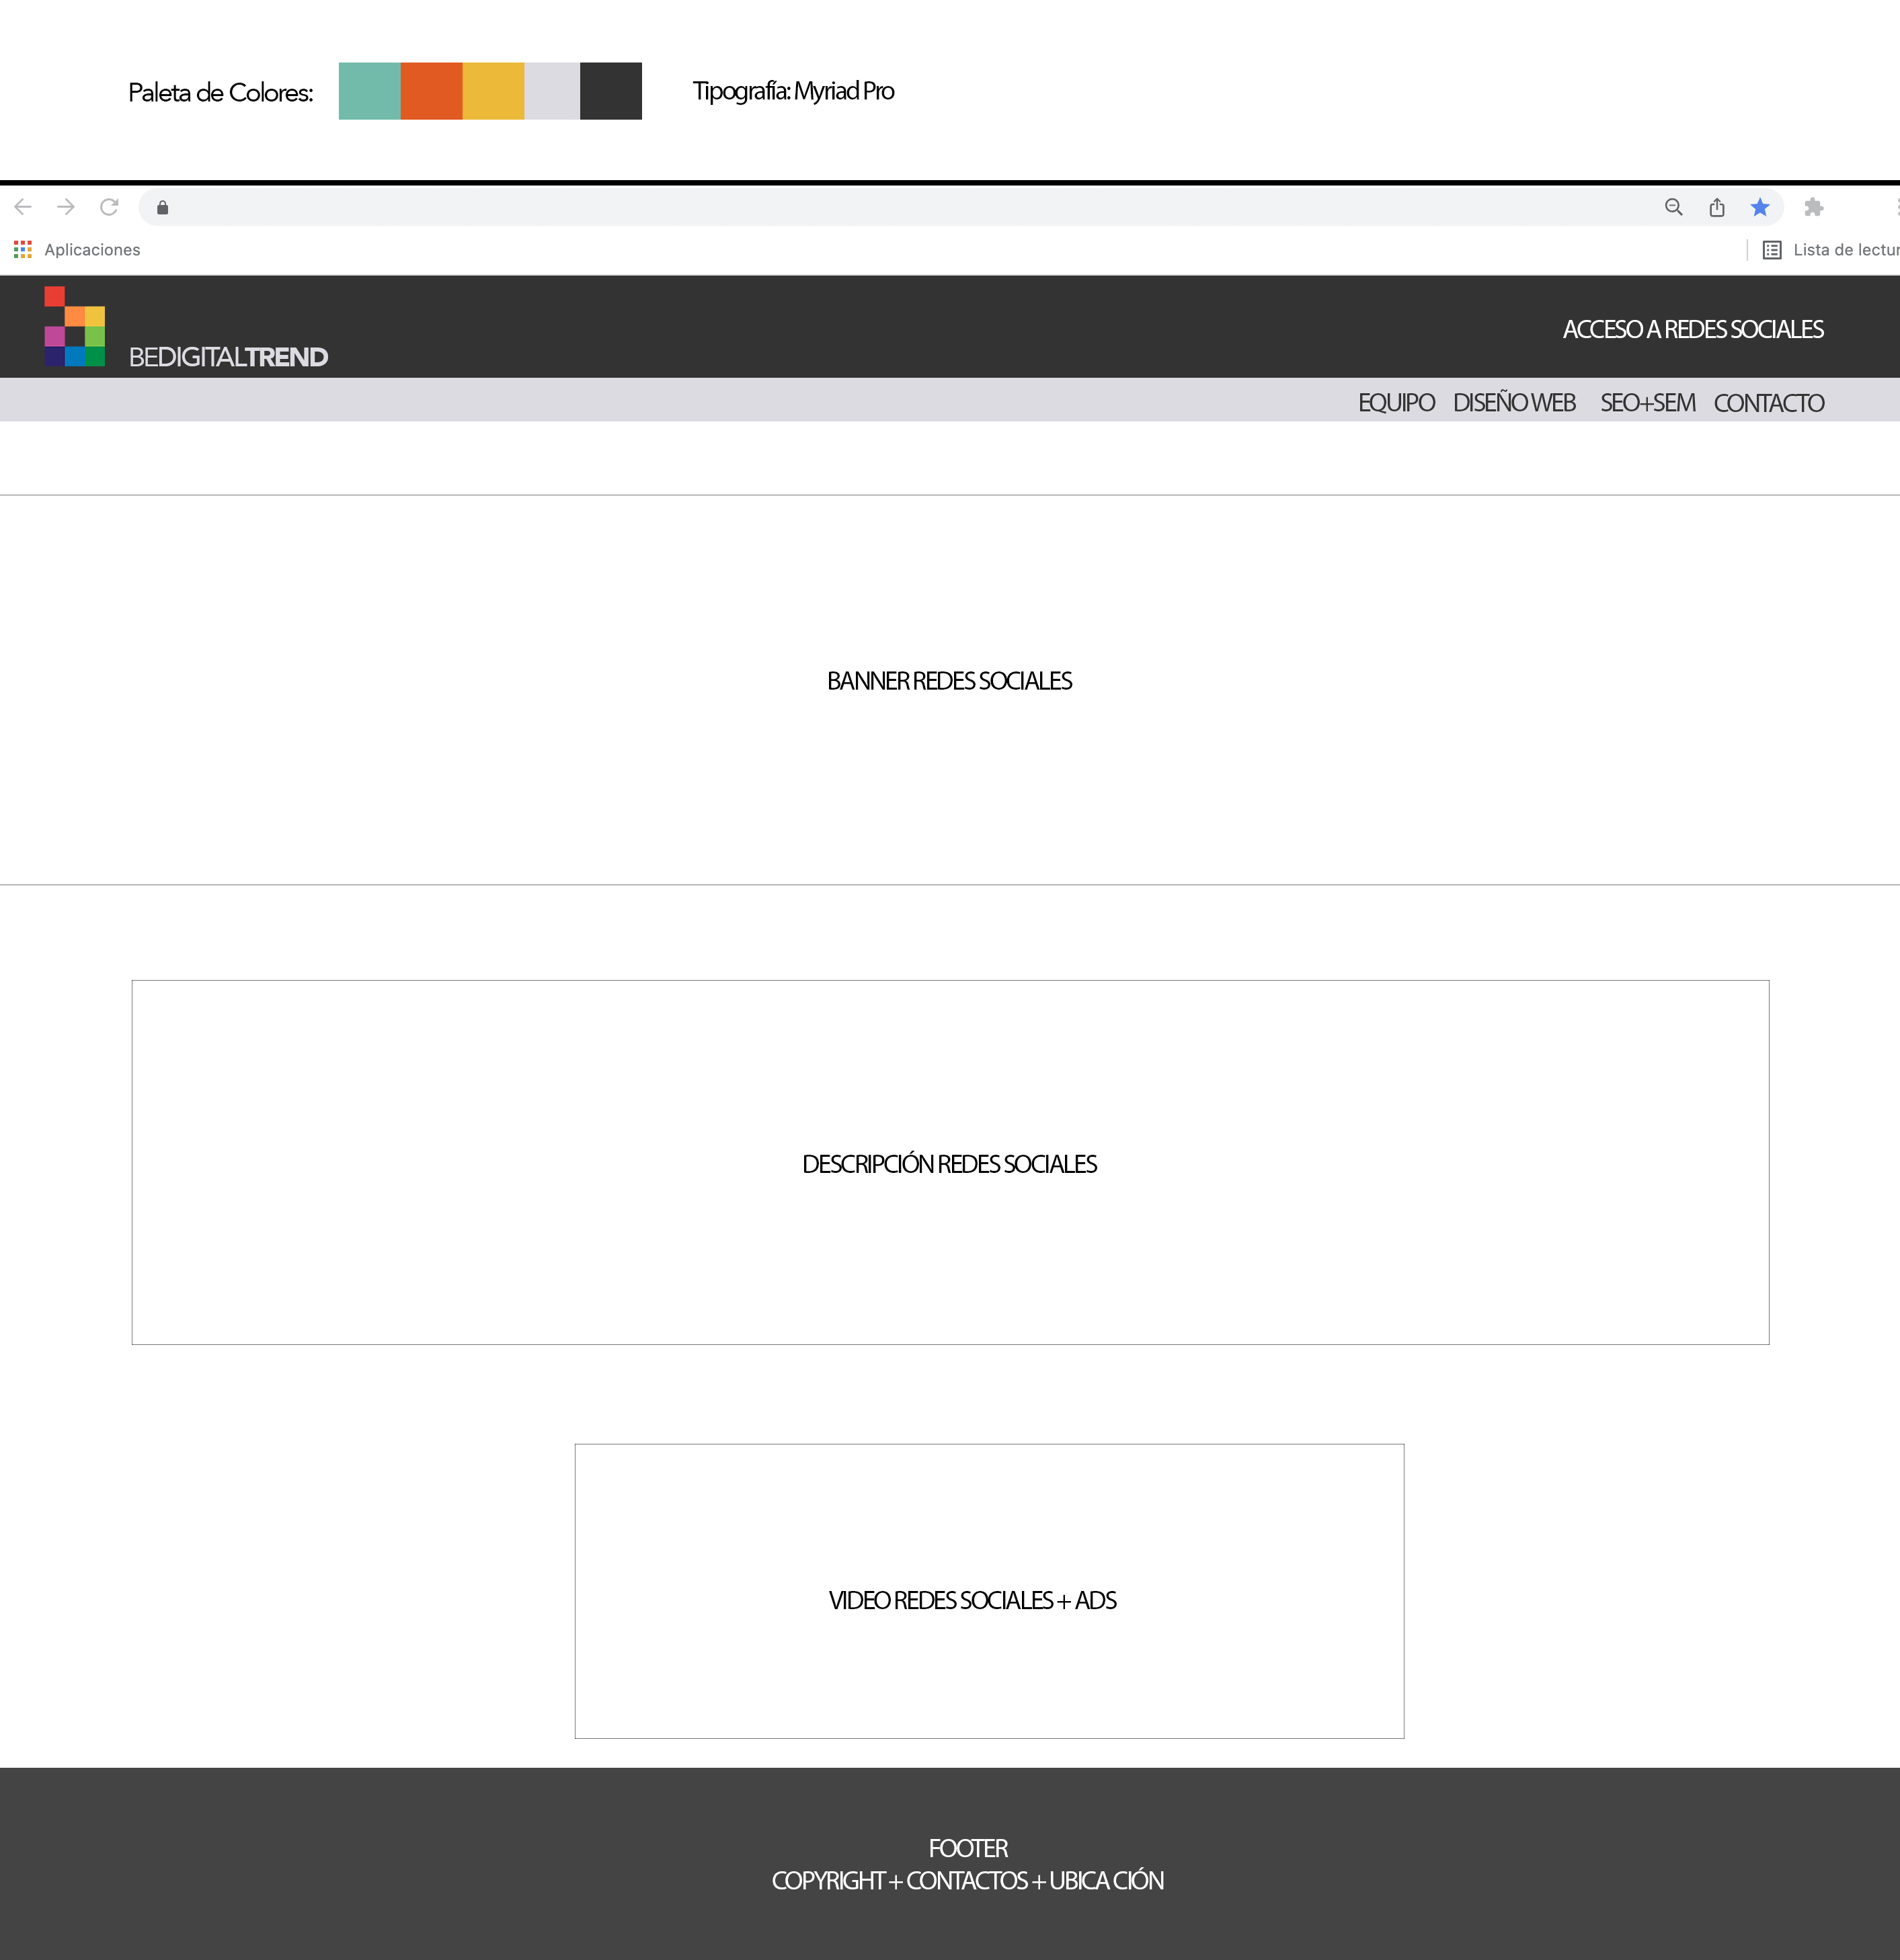 Paleta de Colores:
Tipografía: Myriad Pro
Aplicaciones
Lista de lectur
BEDIGITALTREND
ACCESO A REDES SOCIALES
EQUIPO DISEÑO WEB SEO+SEM CONTACTO
BANNER REDES SOCIALES
DESCRIPCIÓN REDES SOCIALES
VIDEO REDES SOCIALES + ADS
FOOTER
COPYRIGHT + CONTACTOS + UBICA CIÓN